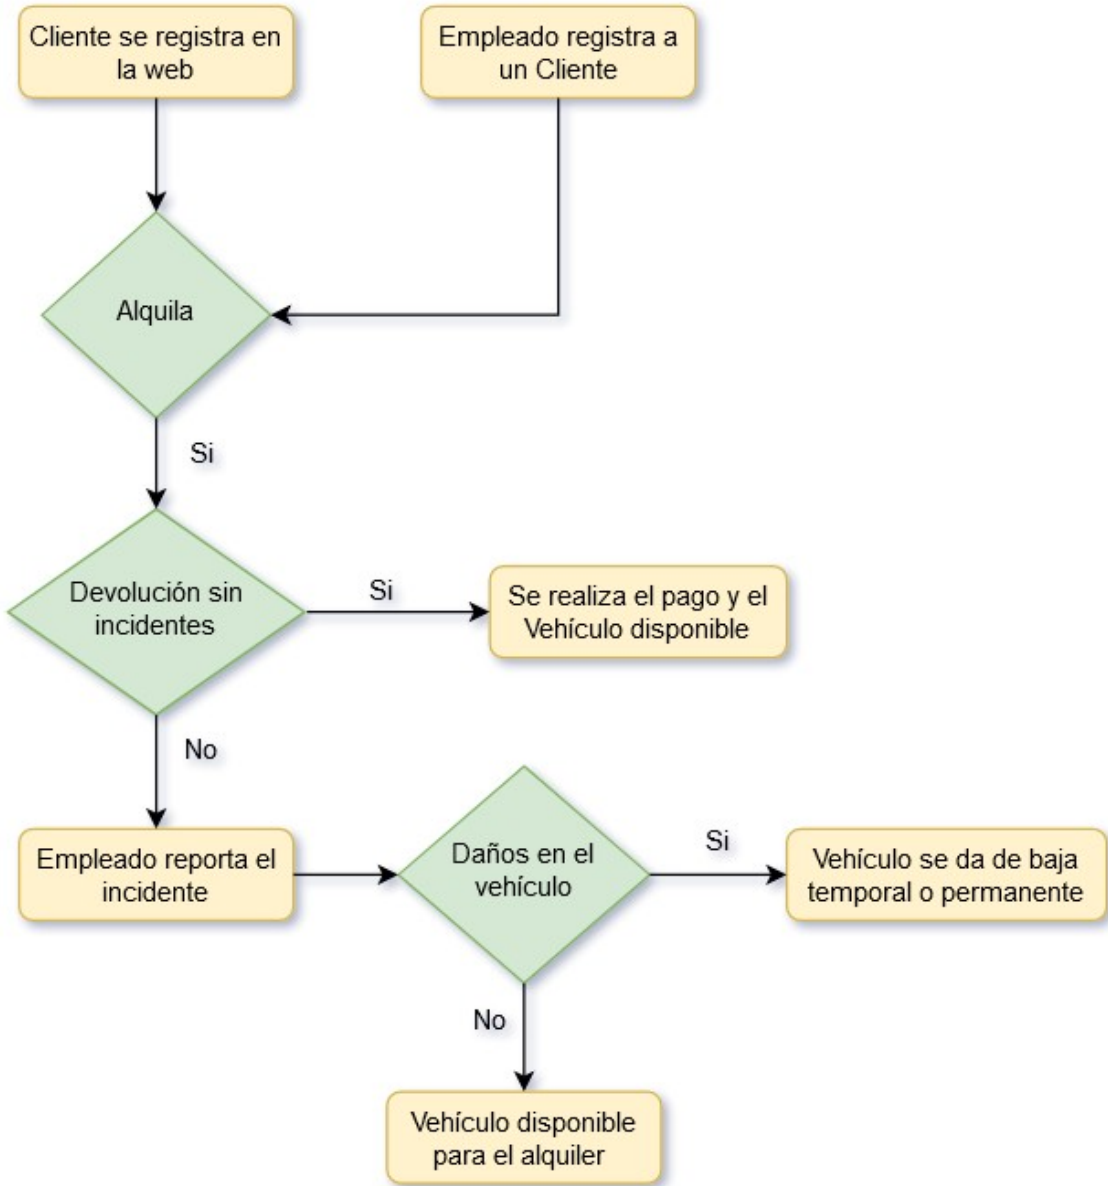 Cliente se registra en
la web
Empleado registra a
un Cliente
Alquila
Si
Devolución sin
incidentes
Si
Se realiza el pago y el
Vehículo disponible
No
Empleado reporta el
incidente
Daños en el
vehículo
Si
Vehículo se da de baja
temporal o permanente
No
Vehículo disponible
para el alquiler